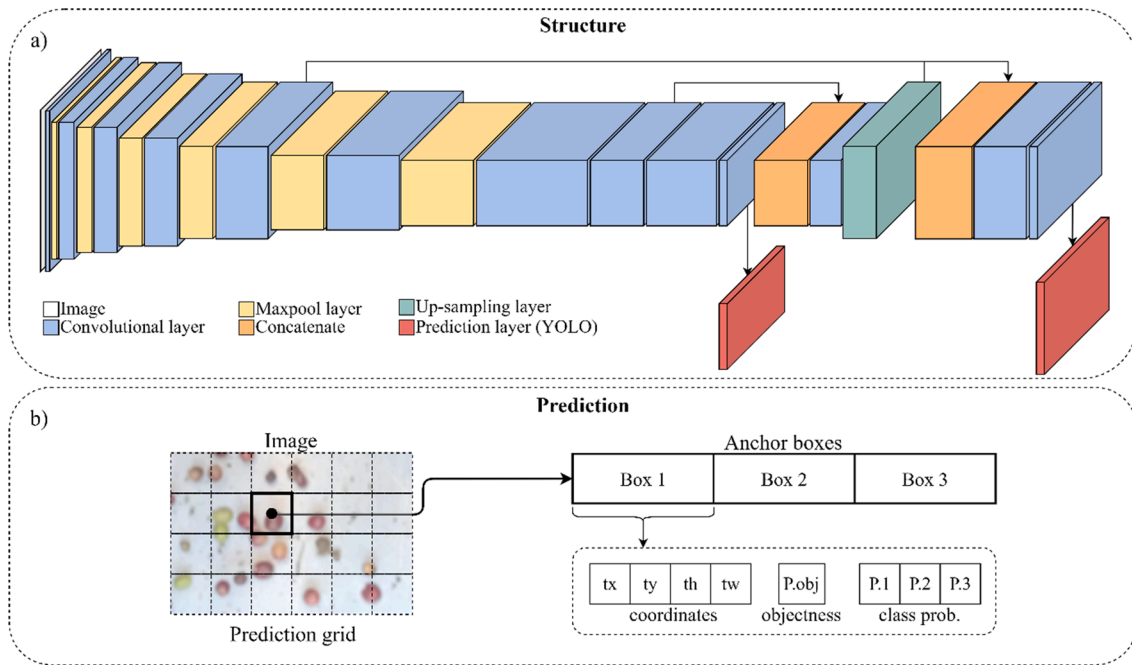 Structure
a)
Image
Convolutional layer
Maxpool layer
Concatenate
Up-sampling layer
Prediction layer (YOLO)
Prediction
b)
Image
Prediction grid
Anchor boxes
Box 1 Box 2 Box 3
tx ty th tw P.obj P.1 P.2 P.3
coordinates objectness class prob.